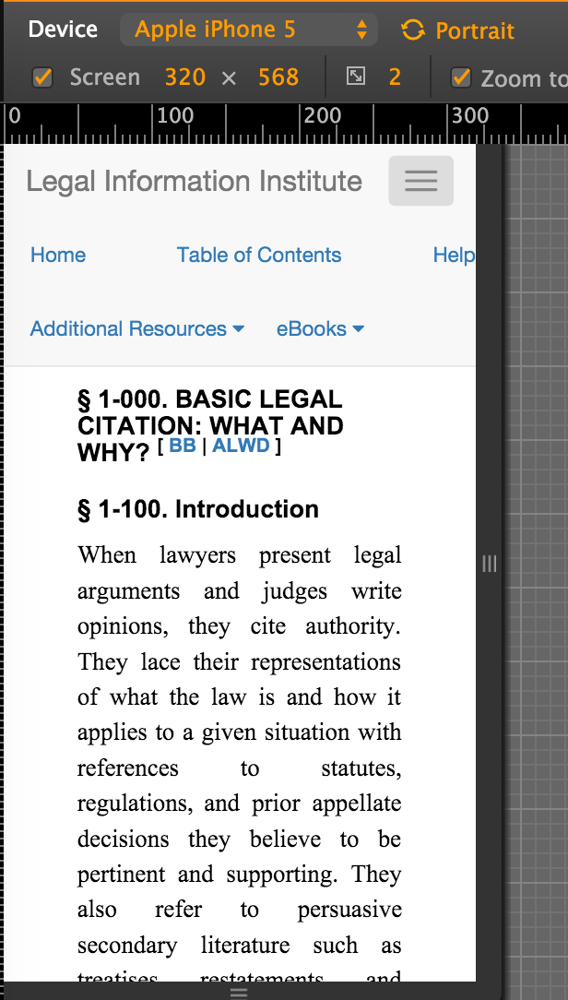 Device Apple iPhone 5 Portrait
Screen 320 × 568 2 Zoom to
0 100 200 300
Legal Information Institute
Home Table of Contents Help
Additional Resources eBooks
§ 1-000. BASIC LEGAL
CITATION: WHAT AND
WHY? [ BB | ALWD ]
§ 1-100. Introduction
When lawyers present legal
arguments and judges write
opinions, they cite authority.
They lace their representations
of what the law is and how it
applies to a given situation with
references to statutes,
regulations, and prior appellate
decisions they believe to be
pertinent and supporting. They
also refer to persuasive
secondary literature such as
treatises restatements and